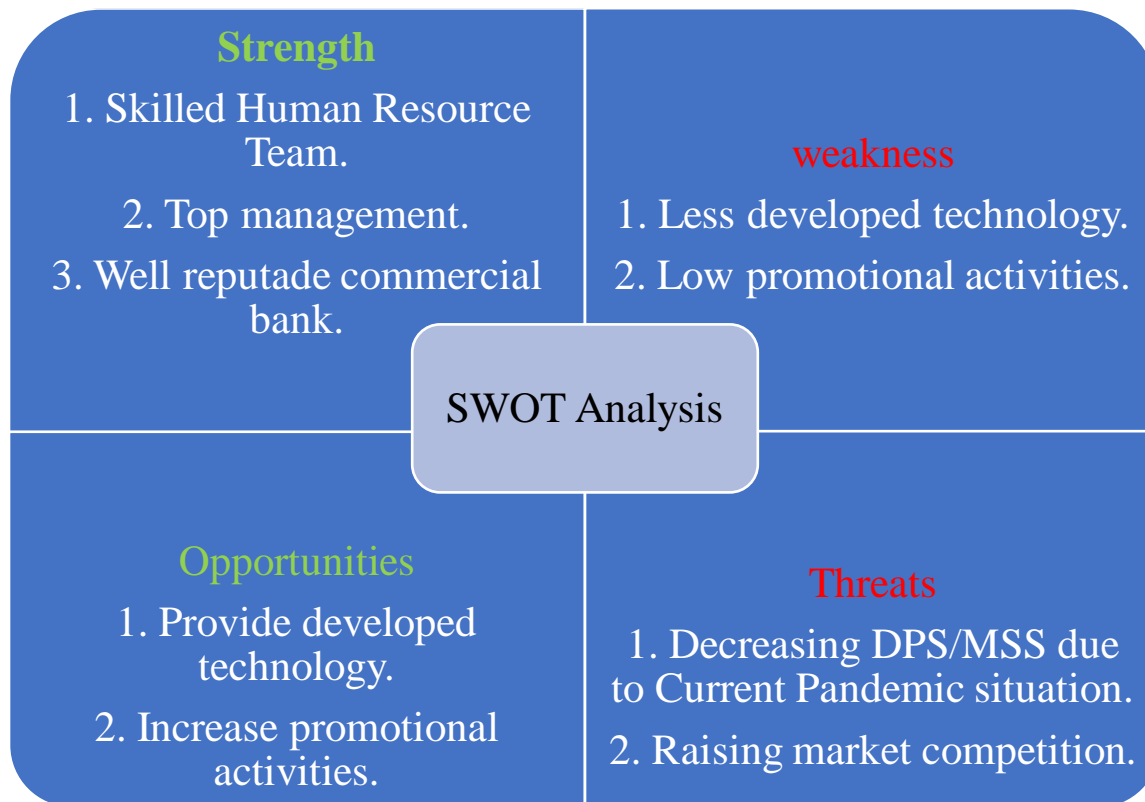 Strength
1. Skilled Human Resource
Team.
2. Top management.
3. Well reputade commercial
bank.
weakness
1. Less developed technology.
2. Low promotional activities.
SWOT Analysis
Opportunities
1. Provide developed
technology.
2. Increase promotional
activities.
Threats
1. Decreasing DPS/MSS due
to Current Pandemic situation.
2. Raising market competition.